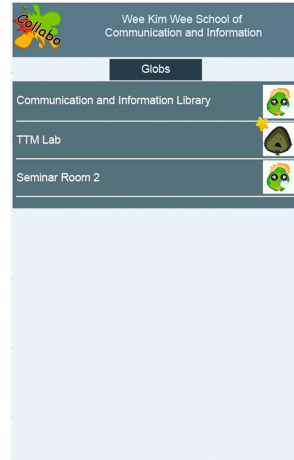 Collabo
Wee Kim Wee School of
Communication and Information
Globs
Communication and Information Library
TTM Lab
Seminar Room 2